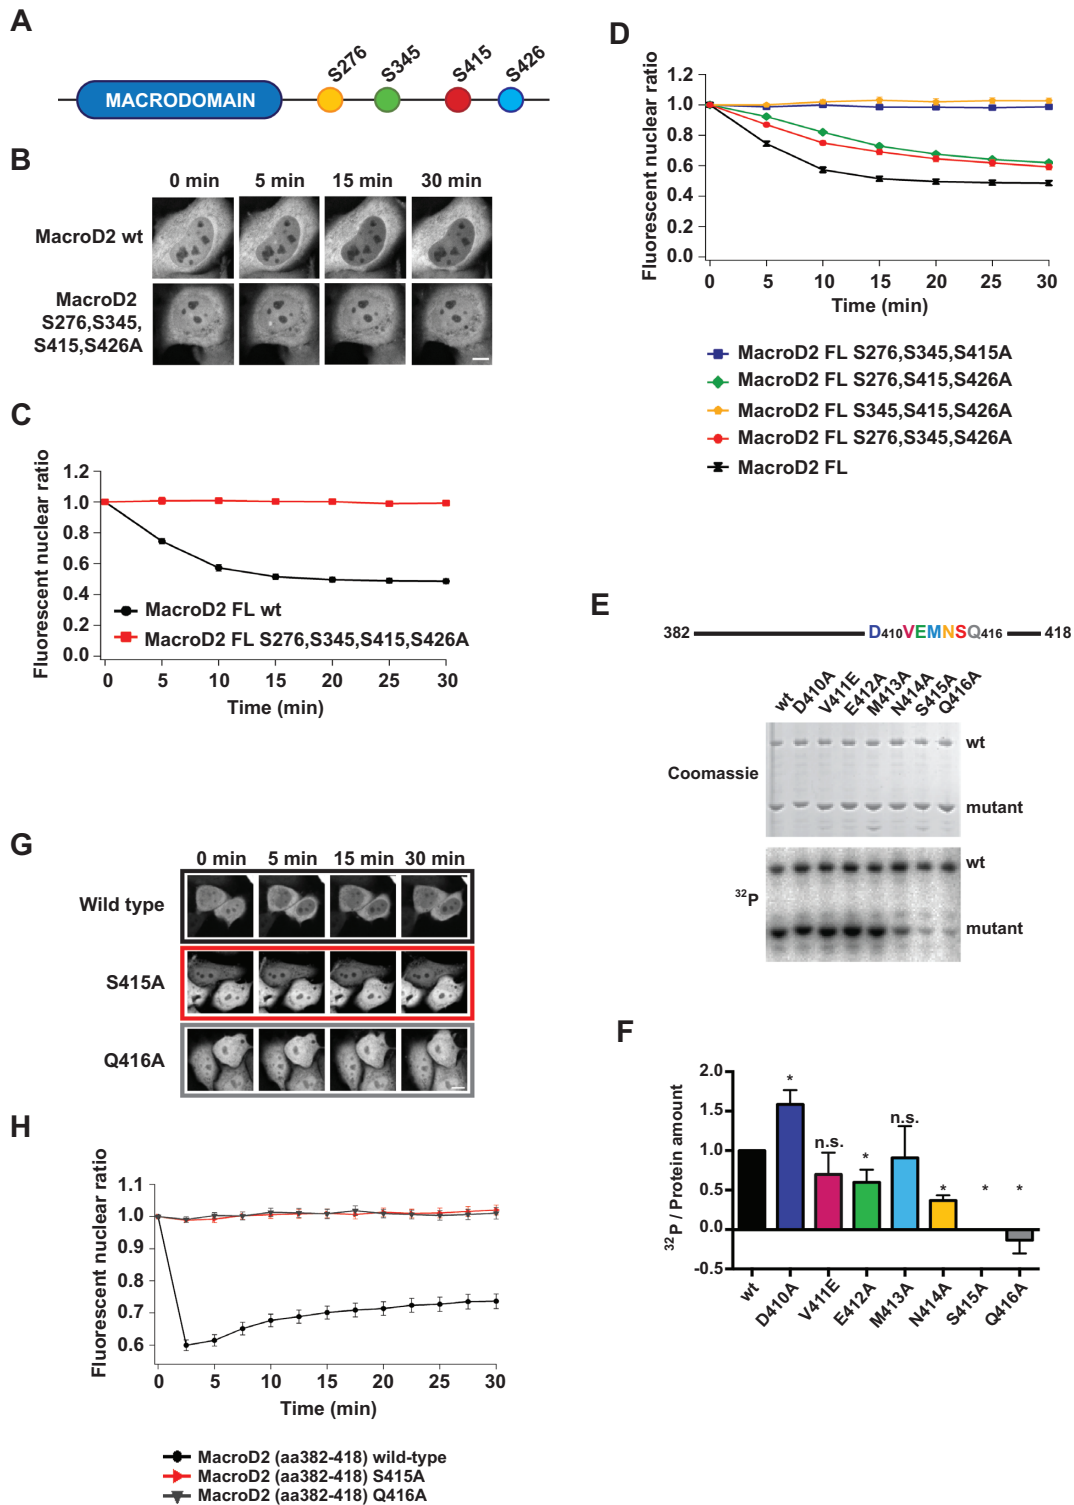 A
S276
S345
S415
S426
MACRODOMAIN
B
0 min 5 min 15 min 30 min
MacroD2 wt
MacroD2
S276,S345,
S415,S426A
C
Fluorescent nuclear ratio
1.2
1.0
0.8
0.6
0.4
0.2
0.0
MacroD2 FL wt
MacroD2 FL S276,S345,S415,S426A
0 5 10 15 20 25 30
Time (min)
D
Fluorescent nuclear ratio
1.2
1.0
0.8
0.6
0.4
0.2
0.0
0 5 10 15 20 25 30
Time (min)
MacroD2 FL S276,S345,S415A
MacroD2 FL S276,S415,S426A
MacroD2 FL S345,S415,S426A
MacroD2 FL S276,S345,S426A
MacroD2 FL
E
382 D410VEMNSQ416 418
wt D410A V411E E412A M413A N414A S415A Q416A
Coomassie
wt
mutant
32P
wt
mutant
F
32P / Protein amount
2.0
1.5
1.0
0.5
0.0
-0.5
* n.s. * n.s. * * *
wt D410A V411E E412A M413A N414A S415A Q416A
G
0 min 5 min 15 min 30 min
Wild type
S415A
Q416A
H
Fluorescent nuclear ratio
1.1
1.0
0.9
0.8
0.7
0.6
0 5 10 15 20 25 30
Time (min)
MacroD2 (aa382-418) wild-type
MacroD2 (aa382-418) S415A
MacroD2 (aa382-418) Q416A